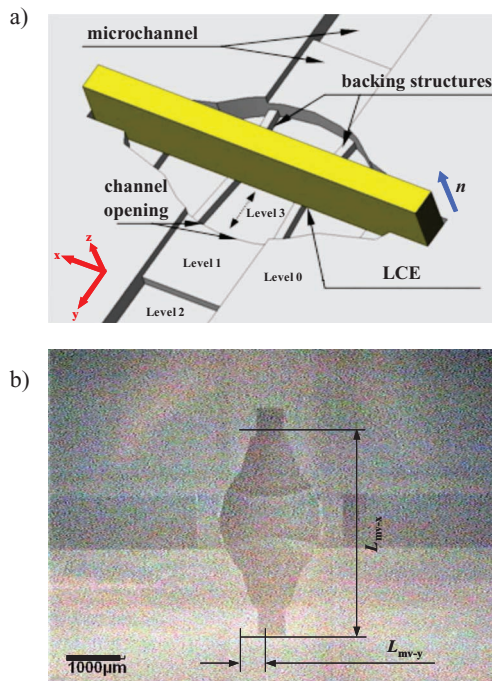 a)
microchannel
backing structures
n
channel
opening
Level 3
z
x
y
Level 1
Level 0
LCE
Level 2
b)
Lmv-x
Lmv-y
1000µm